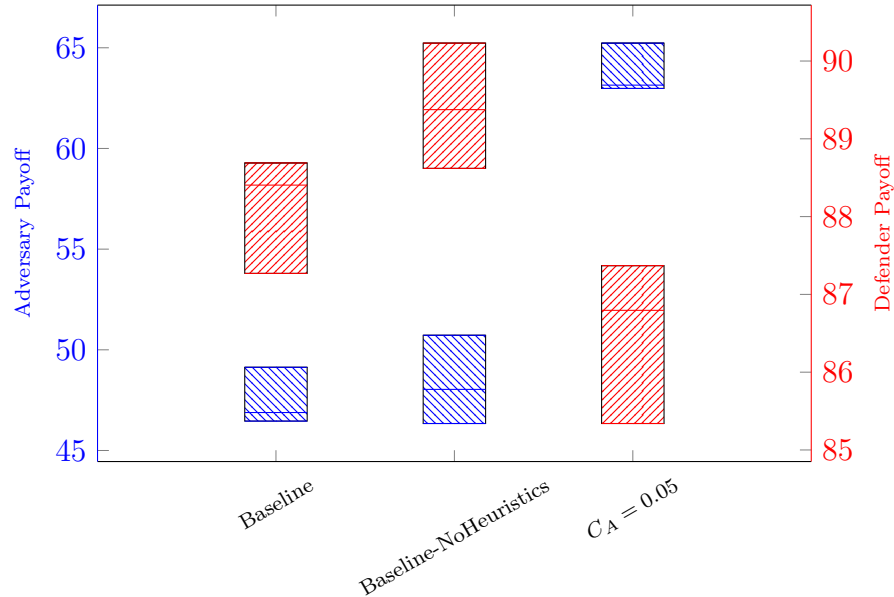 65
60
55
50
45
Adversary Payoff
90
89
88
87
86
85
Defender Payoff
Baseline
Baseline-NoHeuristics
C_A = 0.05